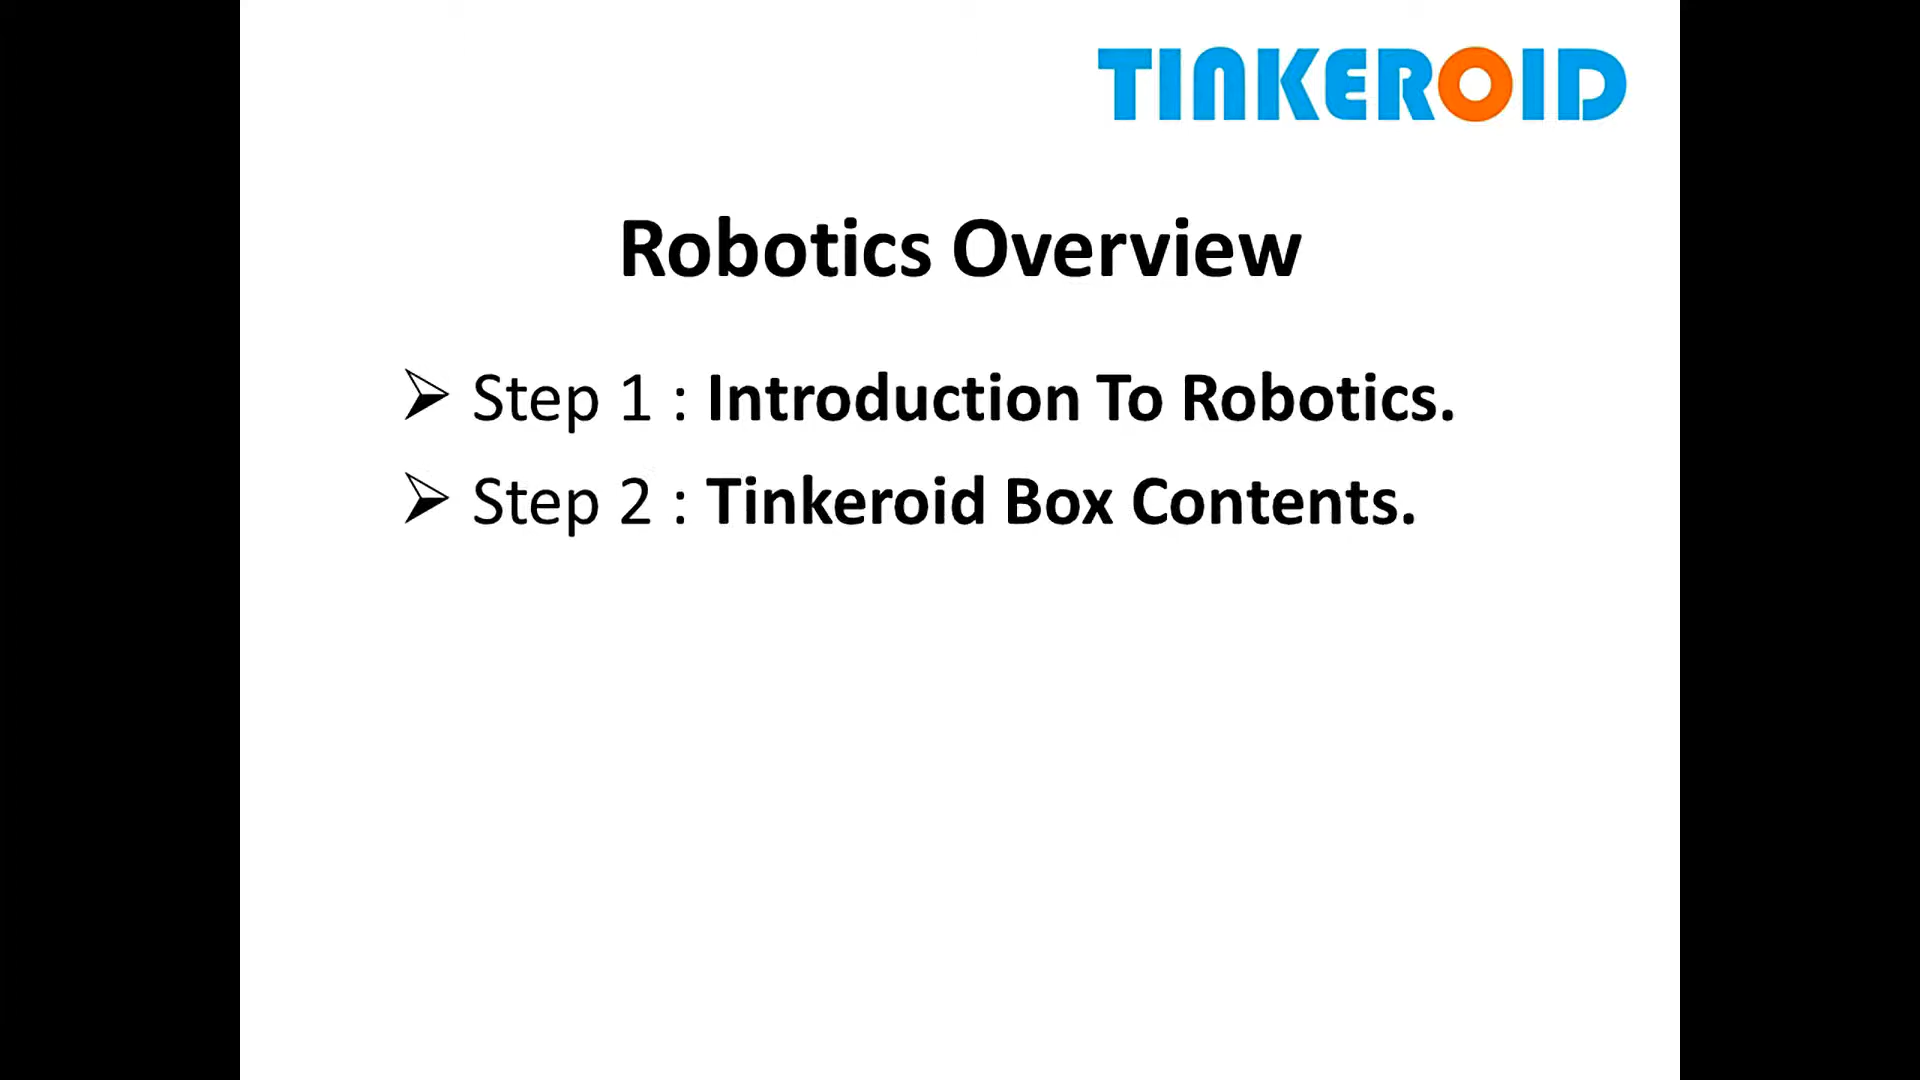 TINKEROID
Robotics Overview
Step 1 : Introduction To Robotics.
Step 2 : Tinkeroid Box Contents.